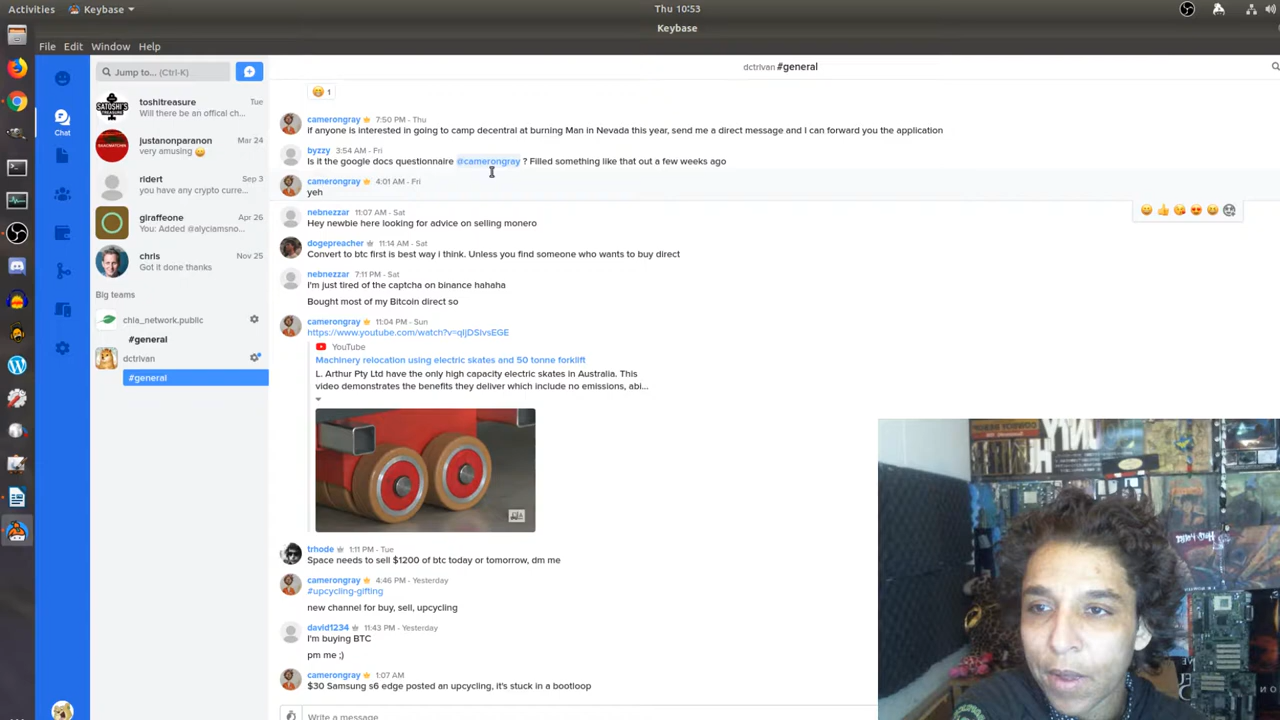 Activities
Keybase
Thu 10:53
Keybase
File Edit Window Help
Jump to... (Ctrl-K)
dctrlvan #general
Chat
toshitreasure Tue
Will there be an offical ch...
justanonparanon Mar 24
very amusing
ridert Sep 3
you have any crypto curre...
giraffeone Apr 26
You: Added @alyciamsno...
chris Nov 25
Got it done thanks
Big teams
chia_network.public
#general
dctrlvan
#general
1
camerongray 7:50 PM - Thu
if anyone is interested in going to camp decentral at burning Man in Nevada this year, send me a direct message and I can forward you the application
byzzy 3:54 AM - Fri
Is it the google docs questionnaire @camerongray ? Filled something like that out a few weeks ago
camerongray 4:01 AM - Fri
yeh
nebnezzar 11:07 AM - Sat
Hey newbie here looking for advice on selling monero
dogepreacher 11:14 AM - Sat
Convert to btc first is best way i think. Unless you find someone who wants to buy direct
nebnezzar 7:11 PM - Sat
I'm just tired of the captcha on binance hahaha
Bought most of my Bitcoin direct so
camerongray 11:04 PM - Sun
https://www.youtube.com/watch?v=qIjDSIvsEGE
YouTube
Machinery relocation using electric skates and 50 tonne forklift
L. Arthur Pty Ltd have the only high capacity electric skates in Australia. This
video demonstrates the benefits they deliver which include no emissions, abi...
trhode 1:11 PM - Tue
Space needs to sell $1200 of btc today or tomorrow, dm me
camerongray 4:46 PM - Yesterday
#upcycling-gifting
new channel for buy, sell, upcycling
david1234 11:43 PM - Yesterday
I'm buying BTC
pm me ;)
camerongray 1:07 AM
$30 Samsung s6 edge posted an upcycling, it's stuck in a bootloop
Write a message